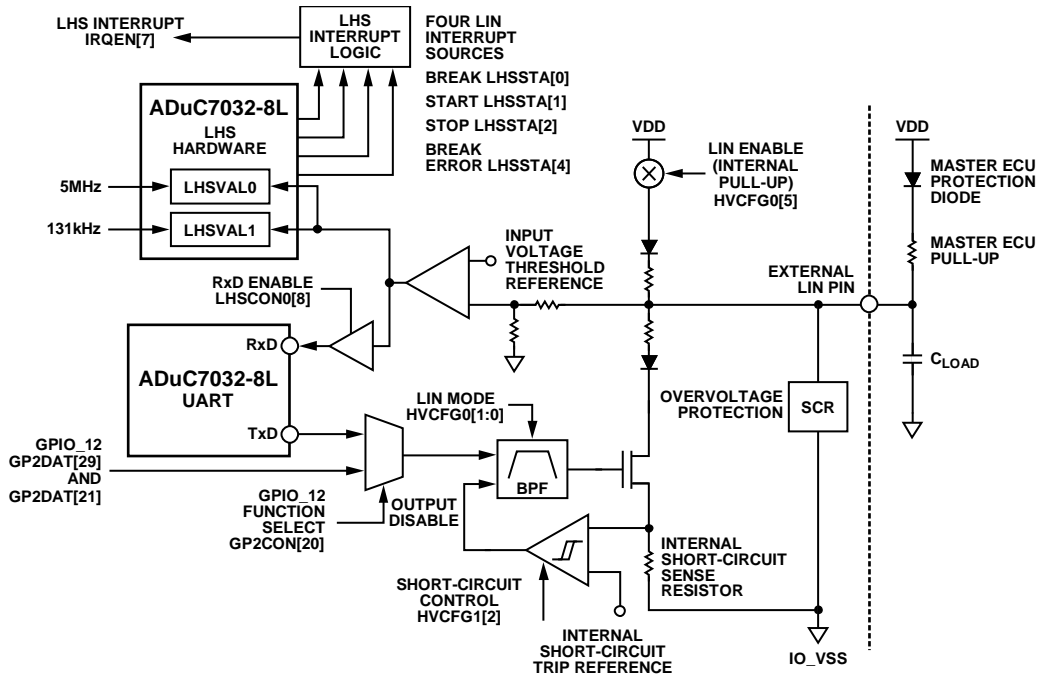 LHS INTERRUPT
IRQEN[7]
LHS
INTERRUPT
LOGIC
FOUR LIN
INTERRUPT
SOURCES
BREAK LHSSTA[0]
START LHSSTA[1]
STOP LHSSTA[2]
BREAK
ERROR LHSSTA[4]
ADuC7032-8L
LHS
HARDWARE
5MHz
LHSVAL0
131kHz
LHSVAL1
VDD
LIN ENABLE
(INTERNAL
PULL-UP)
HVCFG0[5]
VDD
MASTER ECU
PROTECTION
DIODE
MASTER ECU
PULL-UP
INPUT
VOLTAGE
THRESHOLD
REFERENCE
EXTERNAL
LIN PIN
RxD ENABLE
LHSCON0[8]
RxD
ADuC7032-8L
UART
TxD
CLOAD
OVERVOLTAGE
PROTECTION
SCR
LIN MODE
HVCFG0[1:0]
BPF
GPIO_12
GP2DAT[29]
AND
GP2DAT[21]
GPIO_12
FUNCTION
SELECT
GP2CON[20]
OUTPUT
DISABLE
INTERNAL
SHORT-CIRCUIT
SENSE
RESISTOR
SHORT-CIRCUIT
CONTROL
HVCFG1[2]
INTERNAL
SHORT-CIRCUIT
TRIP REFERENCE
IO_VSS